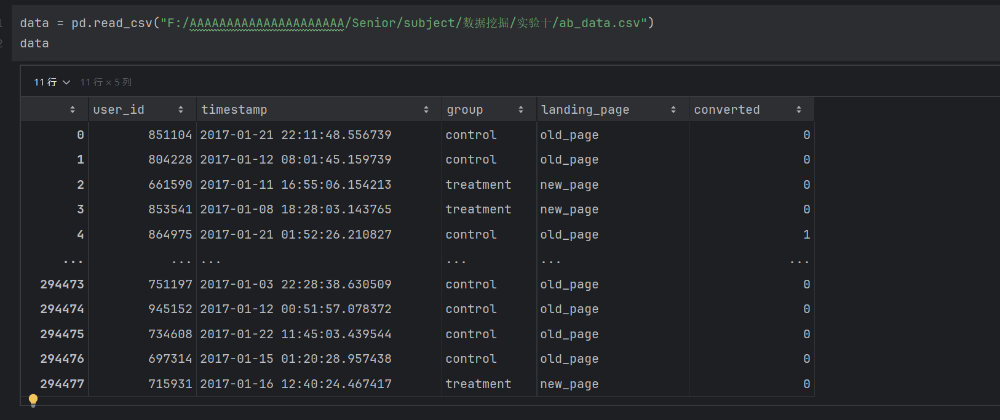 1 data = pd.read_csv("F:/AAAAAAAAAAAAAAAAAAAAA/Senior/subject/数据挖掘/实验十/ab_data.csv")
2 data
11 行 11 行 × 5 列
user_id timestamp group landing_page converted
0 851104 2017-01-21 22:11:48.556739 control old_page 0
1 804228 2017-01-12 08:01:45.159739 control old_page 0
2 661590 2017-01-11 16:55:06.154213 treatment new_page 0
3 853541 2017-01-08 18:28:03.143765 treatment new_page 0
4 864975 2017-01-21 01:52:26.210827 control old_page 1
... ... ... ... ... ...
294473 751197 2017-01-03 22:28:38.630509 control old_page 0
294474 945152 2017-01-12 00:51:57.078372 control old_page 0
294475 734608 2017-01-22 11:45:03.439544 control old_page 0
294476 697314 2017-01-15 01:20:28.957438 control old_page 0
294477 715931 2017-01-16 12:40:24.467417 treatment new_page 0